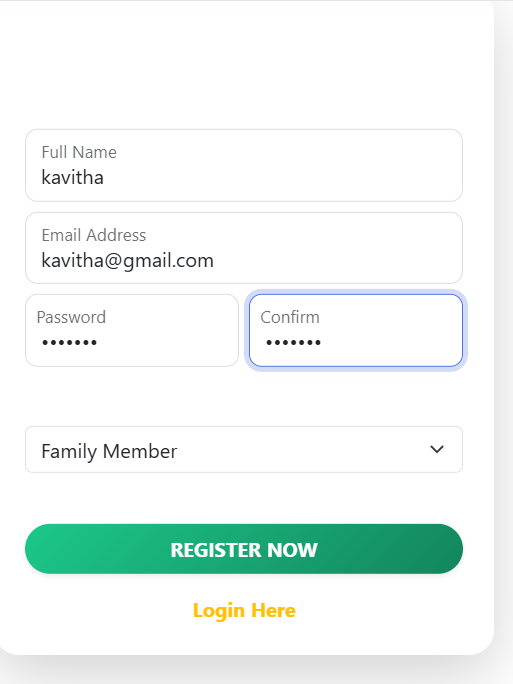 Full Name
kavitha
Email Address
kavitha@gmail.com
Password Confirm
••••••• •••••••
Family Member
REGISTER NOW
Login Here